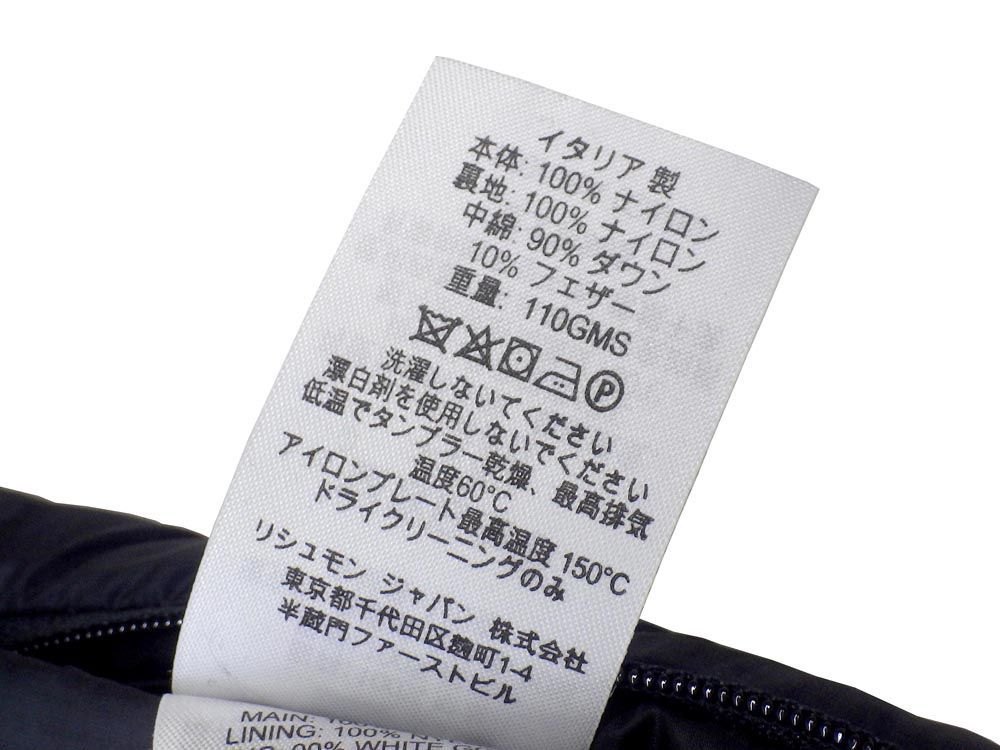 イタリア製
本体: 100% ナイロン
裏地: 100% ナイロン
中綿: 90% ダウン
10% フェザー
重量: 110GMS
P
洗濯しないてください
漂白剤を使用しないでください
低温でタンブラー乾燥、最高排気
温度60°C
アイロンプレート最高温度 150°C
ドライクリーニングのみ
リシュモン ジャパン 株式会社
東京都千代田区麹町1-4
半蔵門ファーストビル
MAIN: 100%
LINING: 100%
90% WHITE